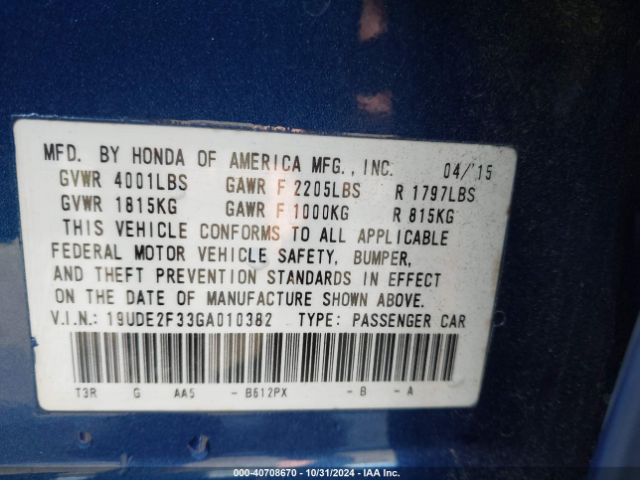 MFD. BY HONDA OF AMERICA MFG., INC. 04/15
GVWR 4001LBS GAWR F 2205LBS R 1797LBS
GVWR 1815KG GAWR F 1000KG R 815KG
THIS VEHICLE CONFORMS TO ALL APPLICABLE
FEDERAL MOTOR VEHICLE SAFETY, BUMPER,
AND THEFT PREVENTION STANDARDS IN EFFECT
ON THE DATE OF MANUFACTURE SHOWN ABOVE.
V.I.N.: 19UDE2F33GA010382 TYPE: PASSENGER CAR
T3R G AA5 - B612PX - B - A
000-40708670 | 10/31/2024 | IAA Inc.